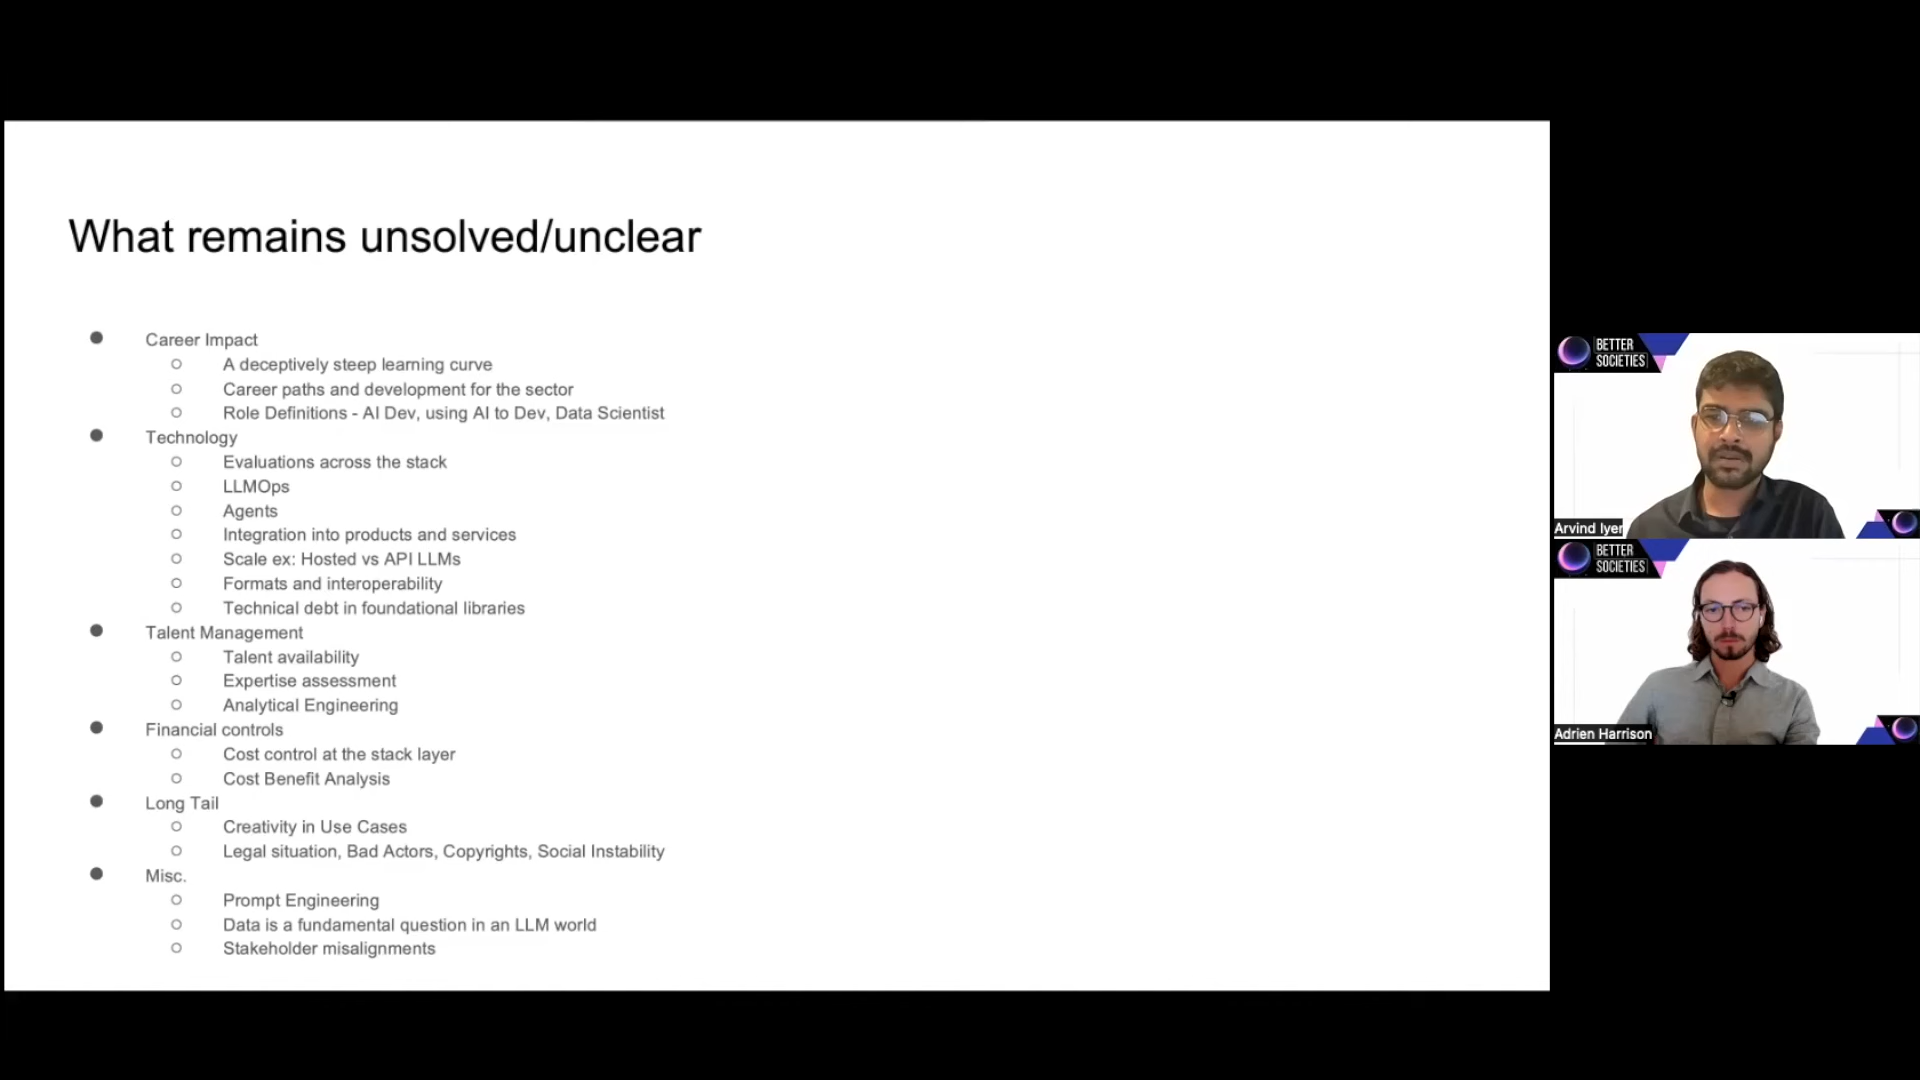 What remains unsolved/unclear
Career Impact
A deceptively steep learning curve
Career paths and development for the sector
Role Definitions - AI Dev, using AI to Dev, Data Scientist
Technology
Evaluations across the stack
LLMOps
Agents
Integration into products and services
Scale ex: Hosted vs API LLMs
Formats and interoperability
Technical debt in foundational libraries
Talent Management
Talent availability
Expertise assessment
Analytical Engineering
Financial controls
Cost control at the stack layer
Cost Benefit Analysis
Long Tail
Creativity in Use Cases
Legal situation, Bad Actors, Copyrights, Social Instability
Misc.
Prompt Engineering
Data is a fundamental question in an LLM world
Stakeholder misalignments
BETTER
SOCIETIES
Arvind Iyer
BETTER
SOCIETIES
Adrien Harrison